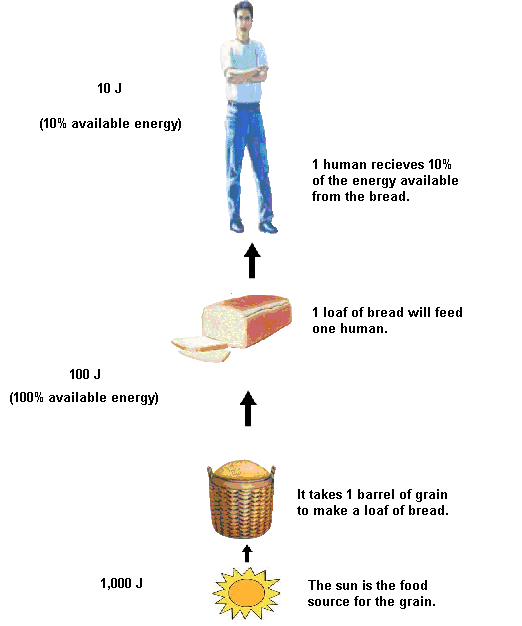 10 J
(10% available energy)
1 human recieves 10%
of the energy available
from the bread.
1 loaf of bread will feed
one human.
100 J
(100% available energy)
It takes 1 barrel of grain
to make a loaf of bread.
1,000 J
The sun is the food
source for the grain.